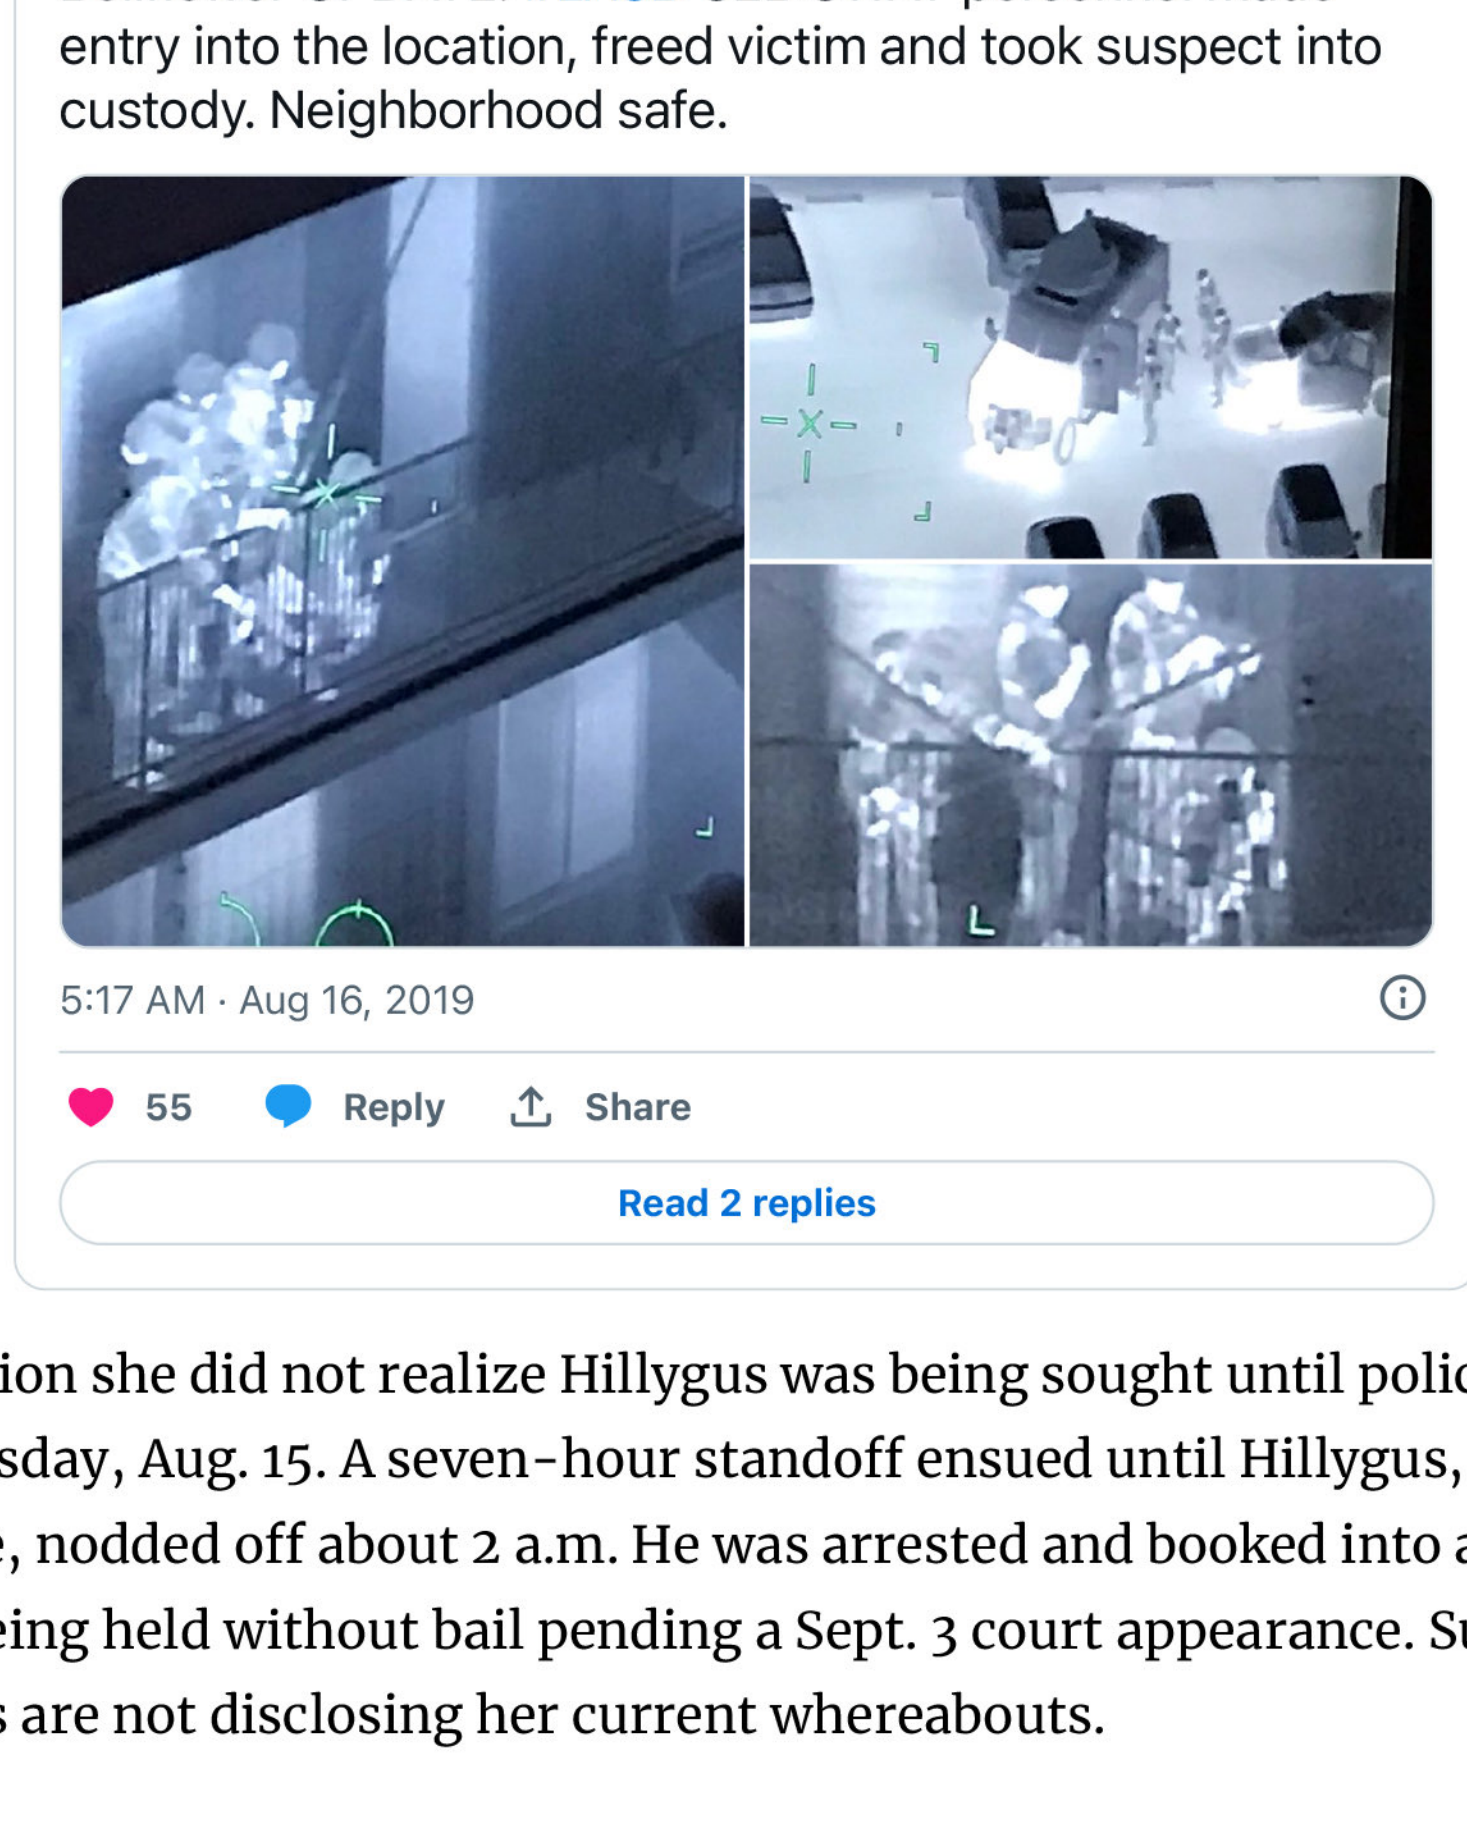 entry into the location, freed victim and took suspect into
custody. Neighborhood safe.
5:17 AM · Aug 16, 2019
55 Reply Share
Read 2 replies
ion she did not realize Hillygus was being sought until polic
sday, Aug. 15. A seven-hour standoff ensued until Hillygus,
e, nodded off about 2 a.m. He was arrested and booked into a
eing held without bail pending a Sept. 3 court appearance. Su
s are not disclosing her current whereabouts.